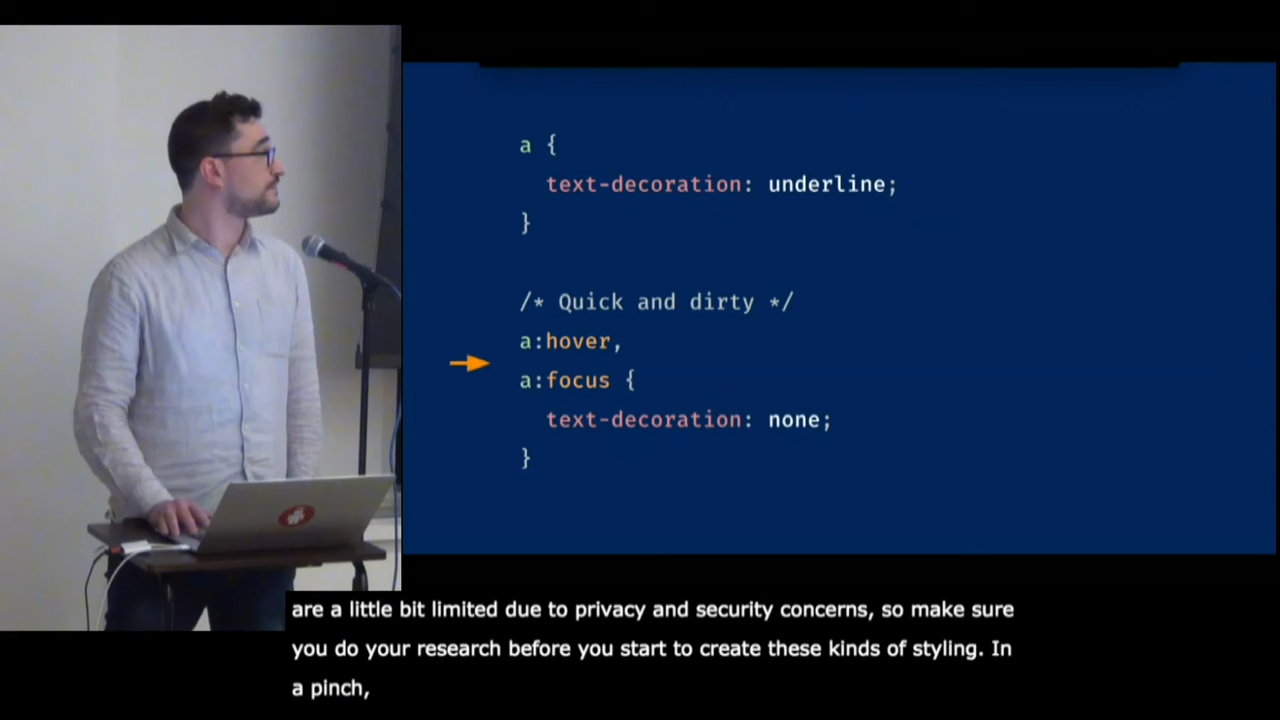 a {
text-decoration: underline;
}
/* Quick and dirty */
a:hover,
a:focus {
text-decoration: none;
}
are a little bit limited due to privacy and security concerns, so make sure
you do your research before you start to create these kinds of styling. In
a pinch,